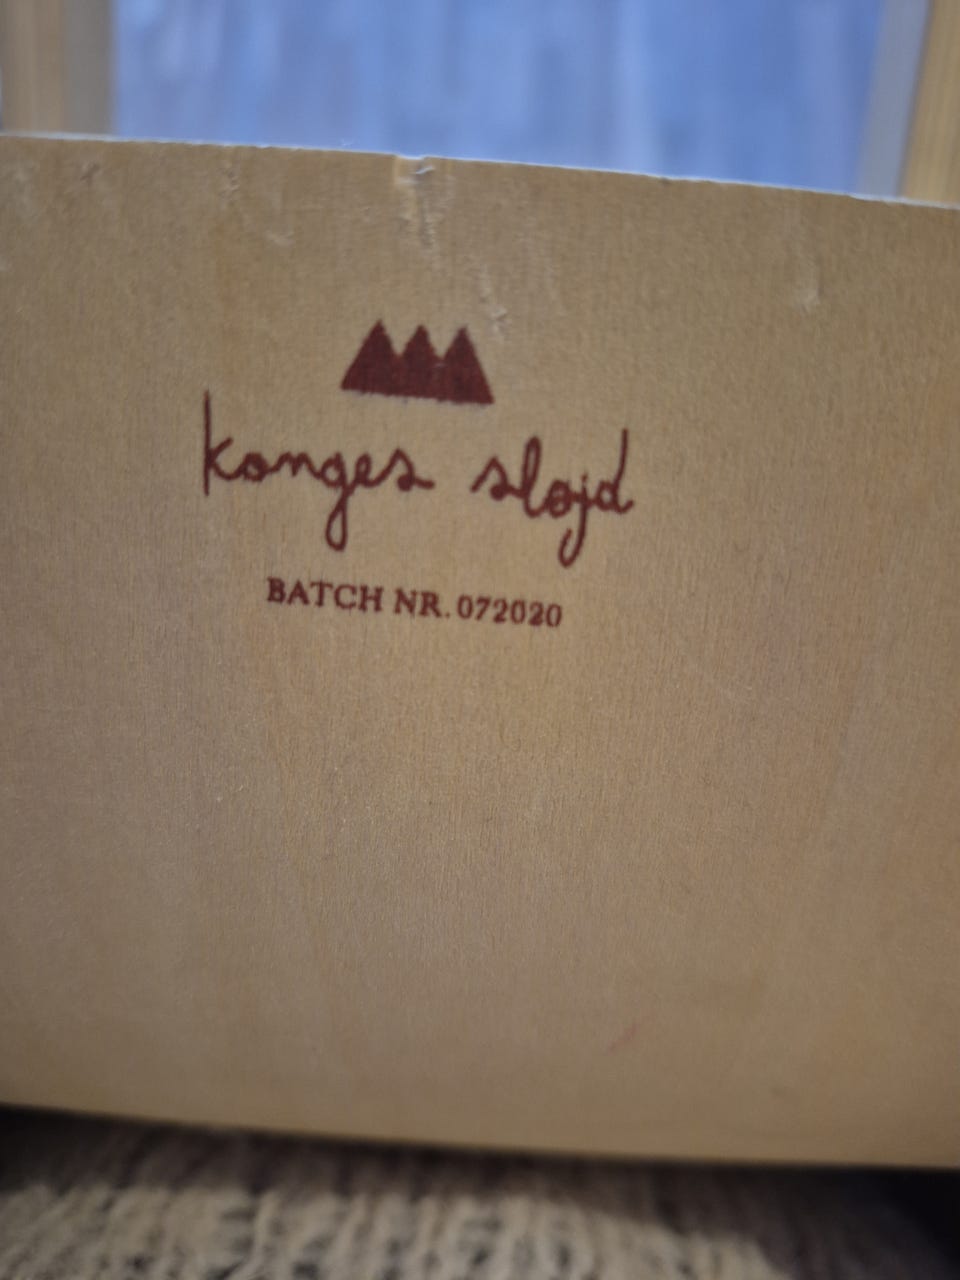 konges sløjd
BATCH NR. 072020